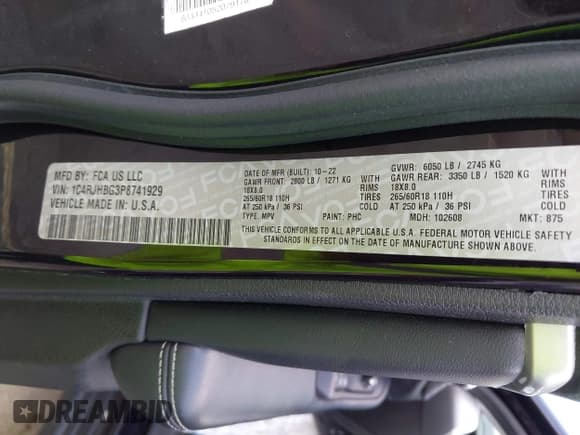 MFD BY: FCA US LLC
VIN: 1C4RJHBG3P8741929
VEHICLE MADE IN: U.S.A.
DATE OF MFR (BUILT): 10-22
GAWR FRONT: 2800 LB / 1271 KG
18X8.0
265/60R18 110H
AT 250 kPa / 36 PSI
TYPE: MPV
PAINT: PHC
GVWR: 6050 LB / 2745 KG
GAWR REAR: 3350 LB / 1520 KG
18X8.0
TIRES 265/60R18 110H
TIRES
COLD AT 250 kPa / 36 PSI
COLD
MDH: 102608
MKT: 875
THIS VEHICLE CONFORMS TO ALL APPLICABLE U.S.A. FEDERAL MOTOR VEHICLE SAFETY
STANDARDS IN EFFECT ON THE DATE OF MANUFACTURE SHOWN ABOVE.
DREAMBID